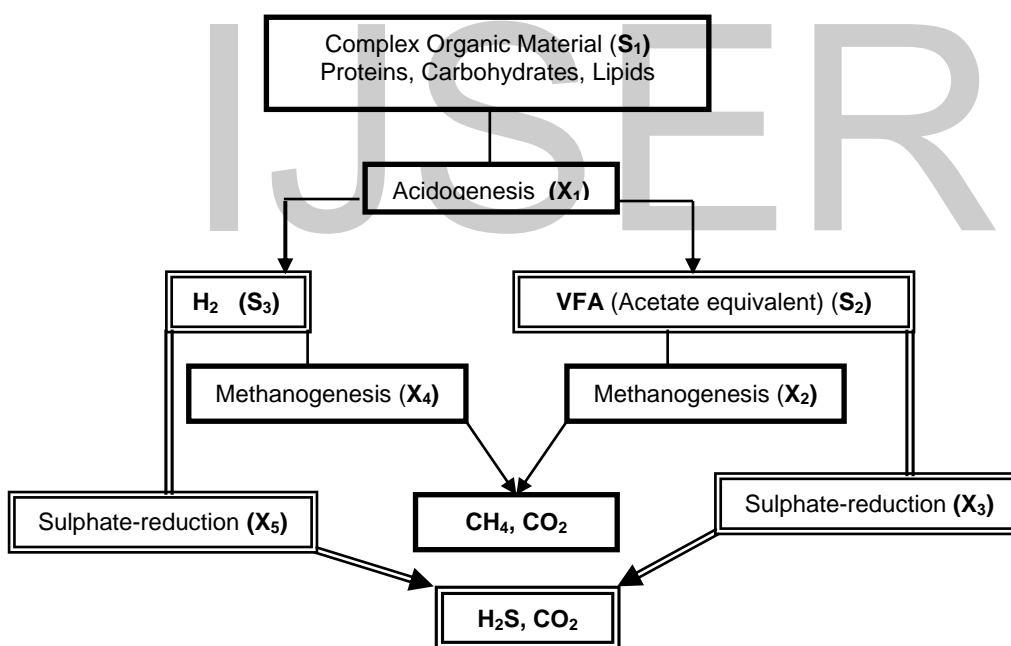 IJSER
Complex Organic Material (S₁)
Proteins, Carbohydrates, Lipids
Acidogenesis (X₁)
H₂ (S₃)
VFA (Acetate equivalent) (S₂)
Methanogenesis (X₄)
Methanogenesis (X₂)
Sulphate-reduction (X₅)
CH₄, CO₂
Sulphate-reduction (X₃)
H₂S, CO₂